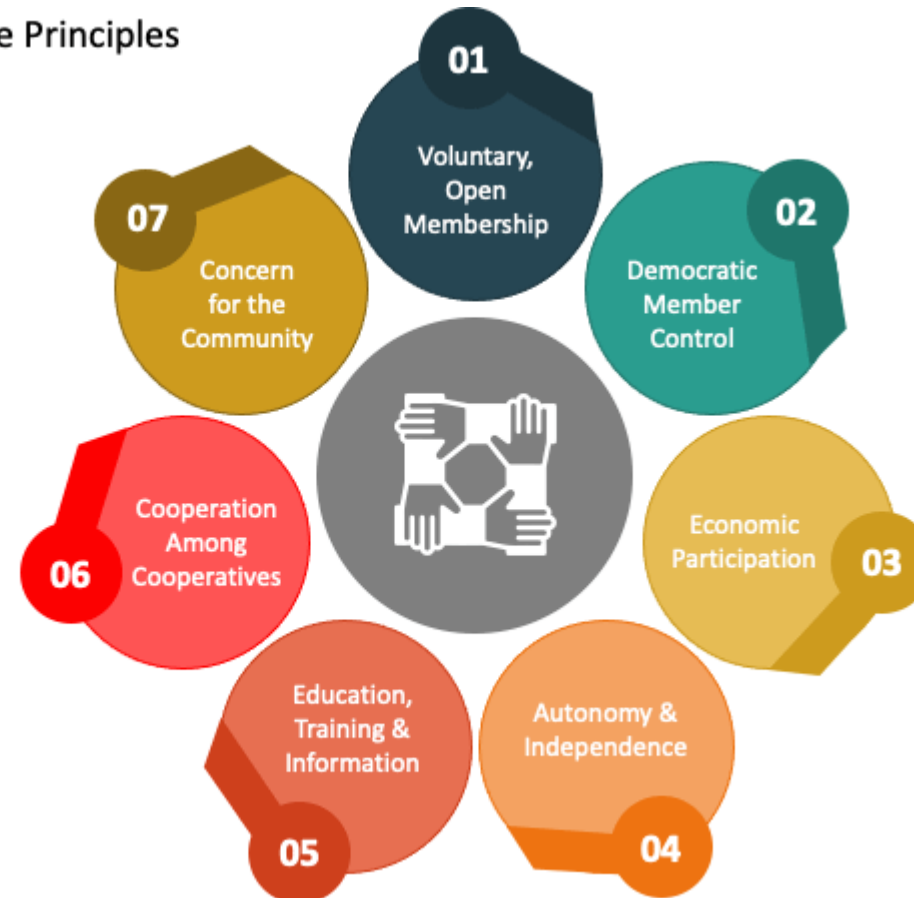 e Principles
01
Voluntary,
Open
Membership
02
Democratic
Member
Control
03
Economic
Participation
04
Autonomy &
Independence
05
Education,
Training &
Information
06
Cooperation
Among
Cooperatives
07
Concern
for the
Community